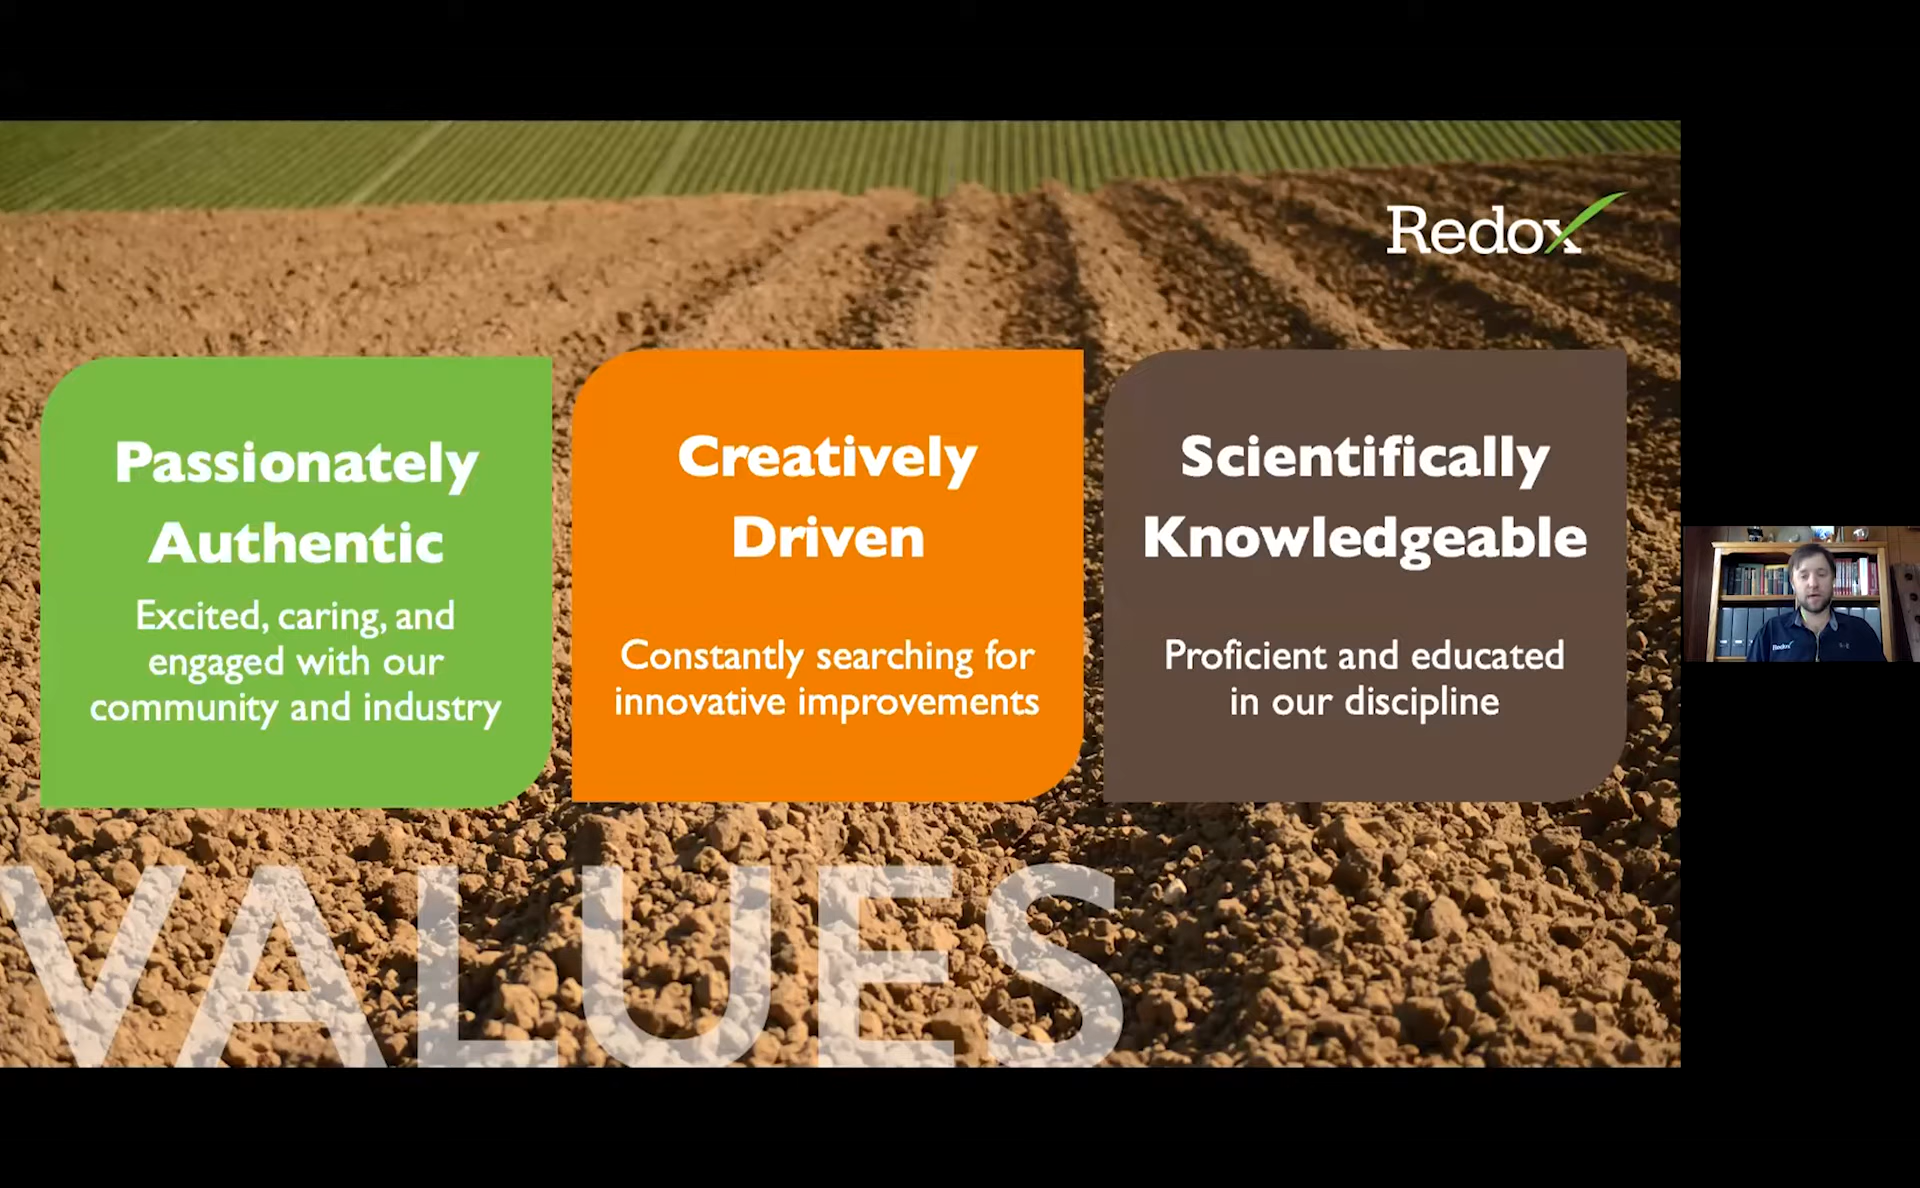 Redox
Passionately
Authentic
Excited, caring, and
engaged with our
community and industry
Creatively
Driven
Constantly searching for
innovative improvements
Scientifically
Knowledgeable
Proficient and educated
in our discipline
VALUES
Redox